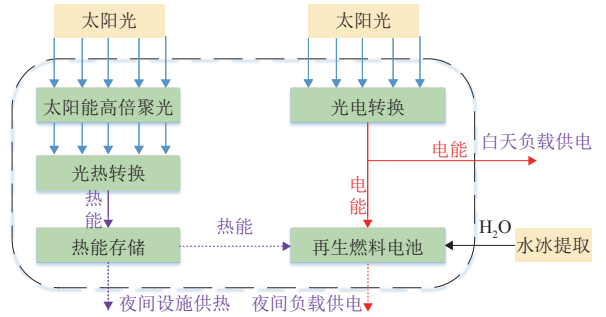 太阳光
太阳光
太阳能高倍聚光
光电转换
电能
白天负载供电
光热转换
热能
电能
热能存储
热能
再生燃料电池
H₂O
水冰提取
夜间设施供热
夜间负载供电